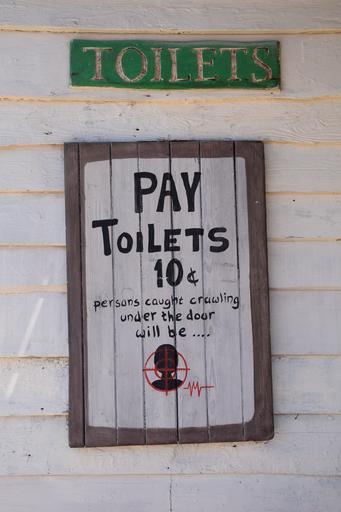 TOILETS
PAY
TOILETS
10¢
persons caught crawling
under the door
will be ....